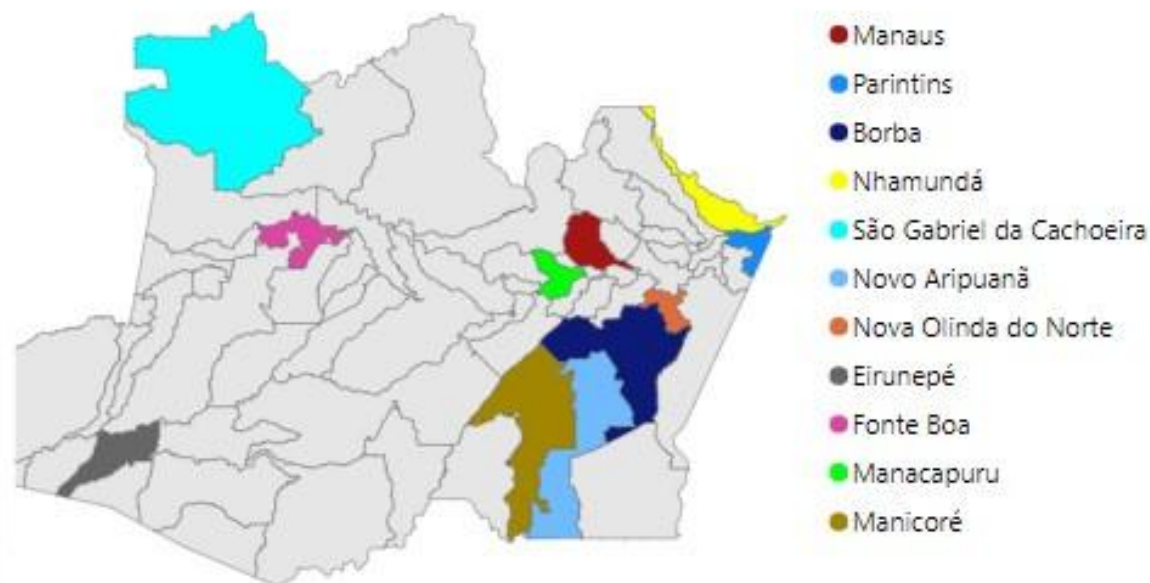 Manaus
Parintins
Borba
Nhamundá
São Gabriel da Cachoeira
Novo Aripuanã
Nova Olinda do Norte
Eirunepé
Fonte Boa
Manacapuru
Manicoré